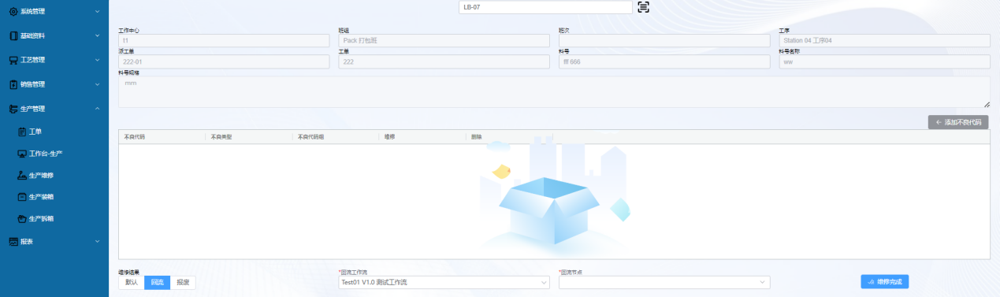 系统管理
基础资料
工艺管理
销售管理
生产管理
工单
工作台-生产
生产维修
生产装箱
生产拆箱
报表
LB-07
工作中心 班组 班次 工序
t1 Pack 打包班 Station 04 工序04
派工单 工单 料号 料号名称
222-01 222 fff 666 ww
料号规格
mm
← 添加不良代码
不良代码 不良类型 不良代码组 维修 删除
维修结果 *回流工作流 *回流节点
默认 回流 报废 Test01 V1.0 测试工作流 维修完成